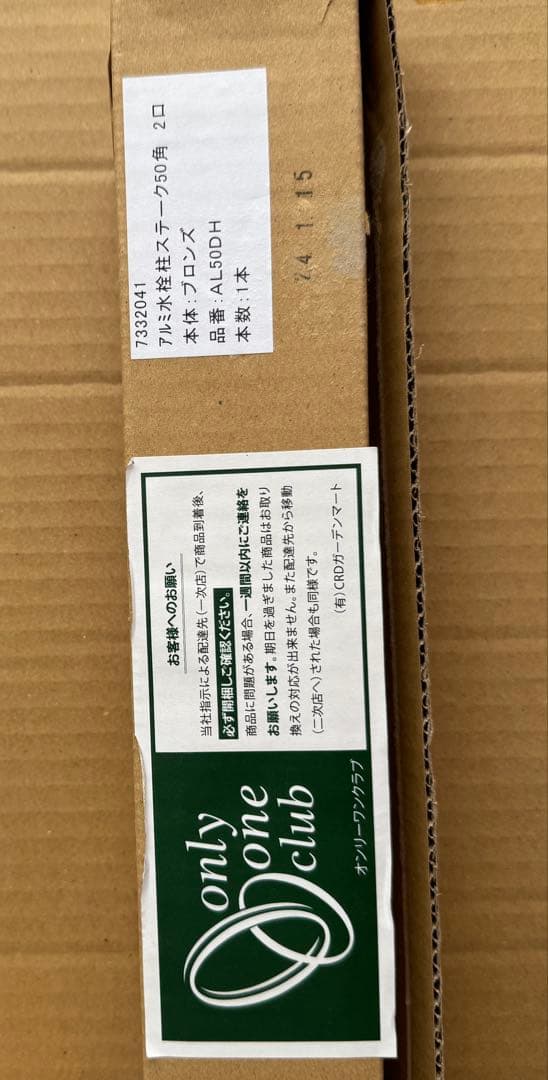 7332041
アルミ水栓柱ステーク50角 2口
本体:ブロンズ
品番:AL50DH
本数:1本
24. 1. 15
only
one
club
オンリーワンクラブ
お客様へのお願い
当社指示による配達先(一次店)で商品到着後、
必ず開梱しご確認ください。
商品に問題がある場合、一週間以内にご連絡を
お願いします。期日を過ぎました商品はお取り
換えの対応が出来ません。また配達先から移動
(二次店へ)された場合も同様です。
(有)CRDガーデンマート